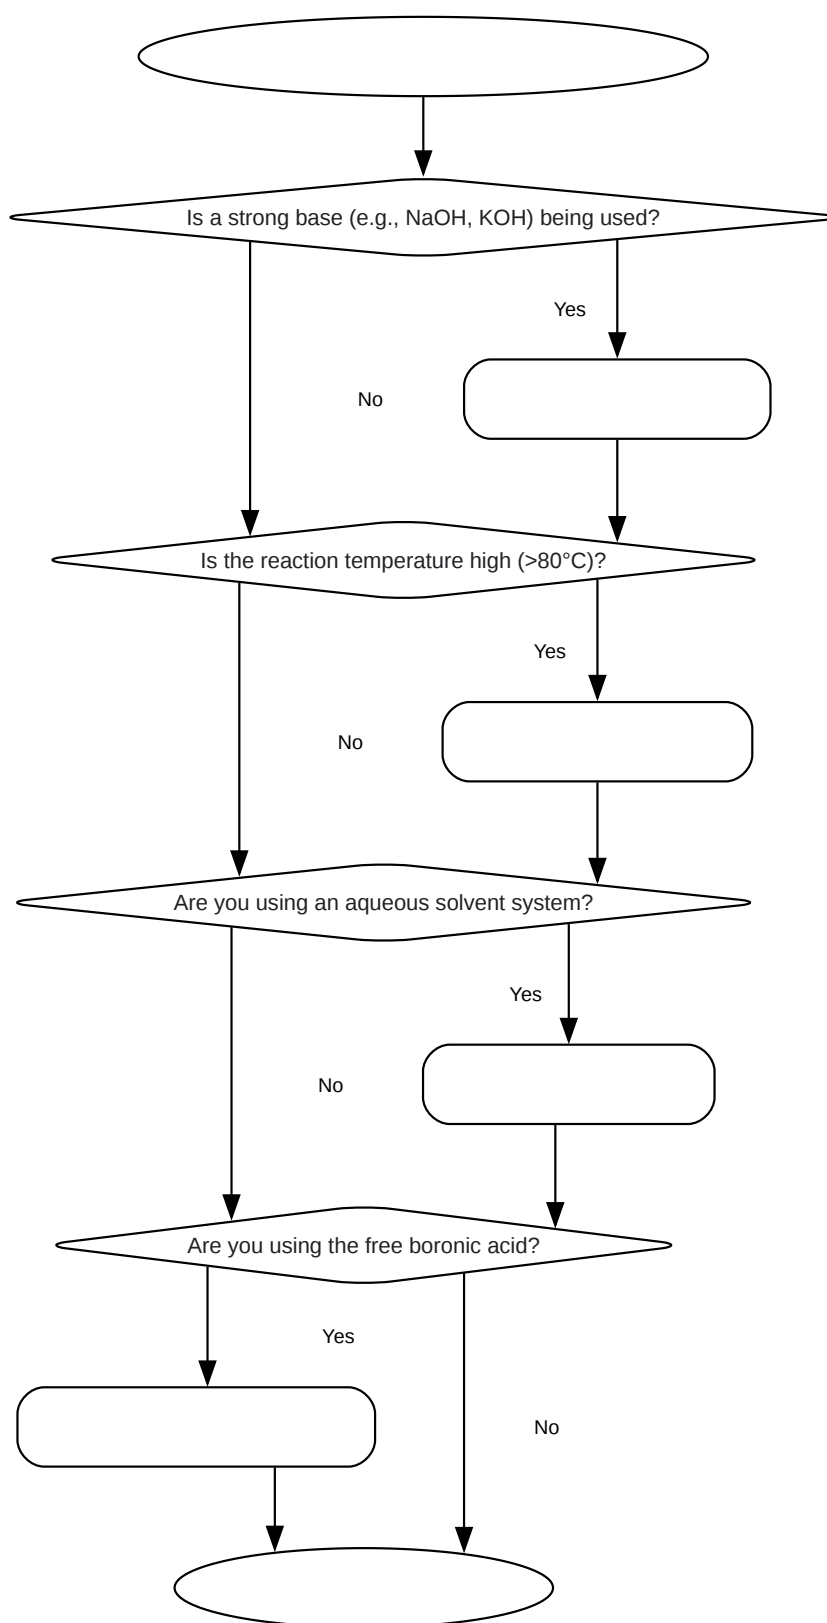 Is a strong base (e.g., NaOH, KOH) being used?
Yes
No
Is the reaction temperature high (>80°C)?
Yes
No
Are you using an aqueous solvent system?
Yes
No
Are you using the free boronic acid?
Yes
No